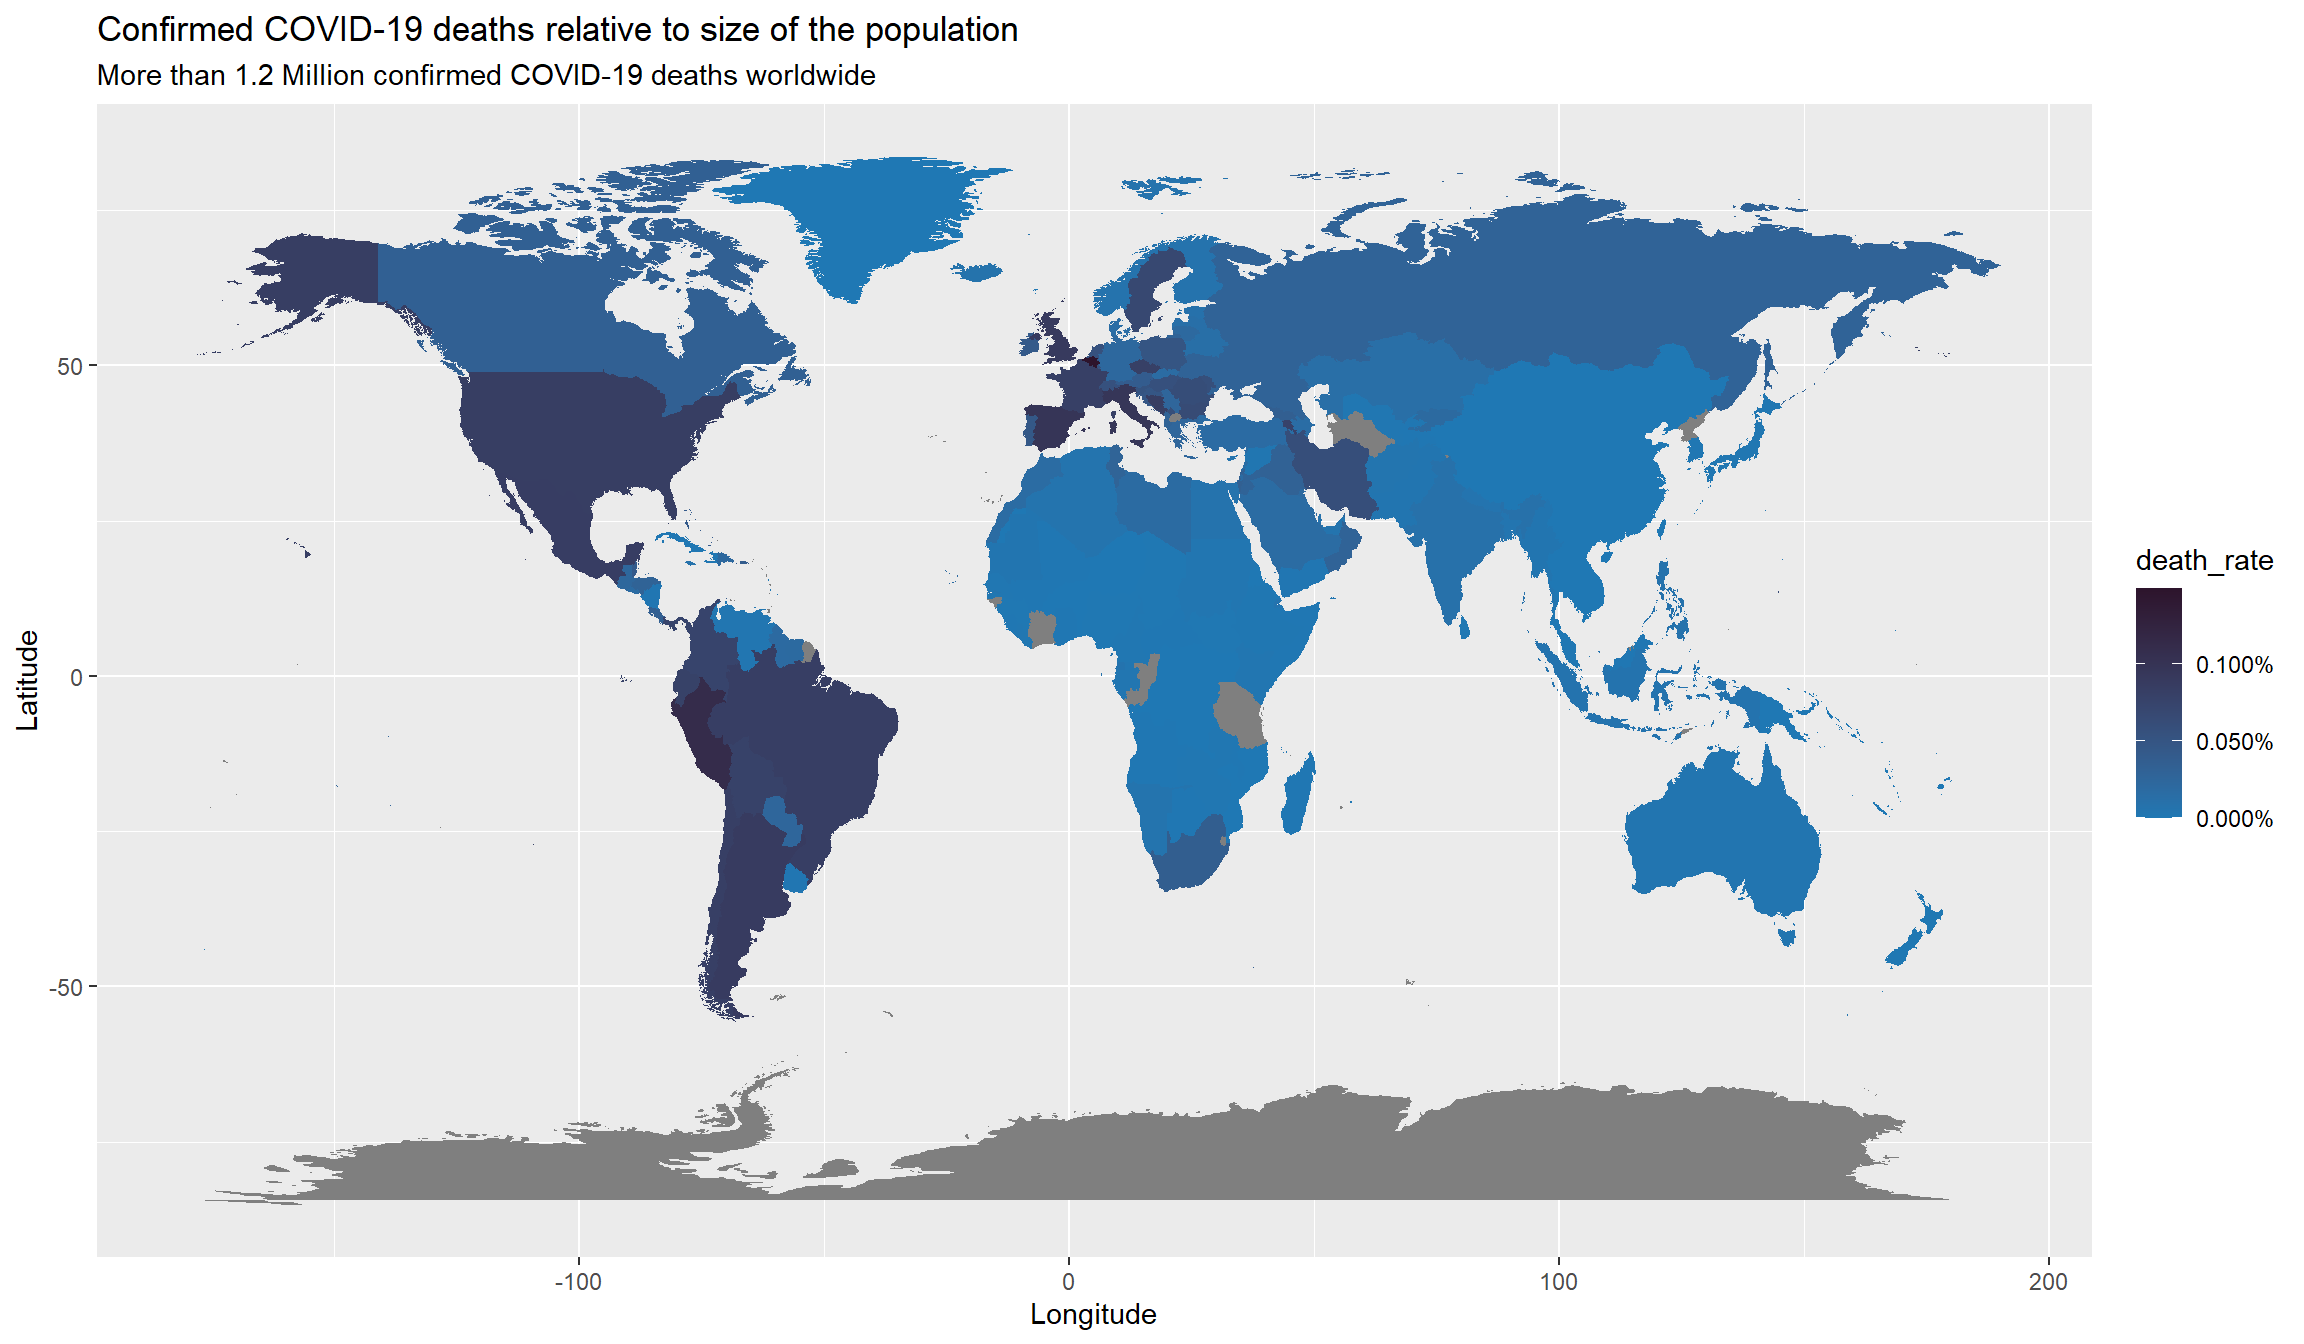 Confirmed COVID-19 deaths relative to size of the population
More than 1.2 Million confirmed COVID-19 deaths worldwide
Latitude
50
0
-50
-100
0
100
200
Longitude
death_rate
0.100%
0.050%
0.000%